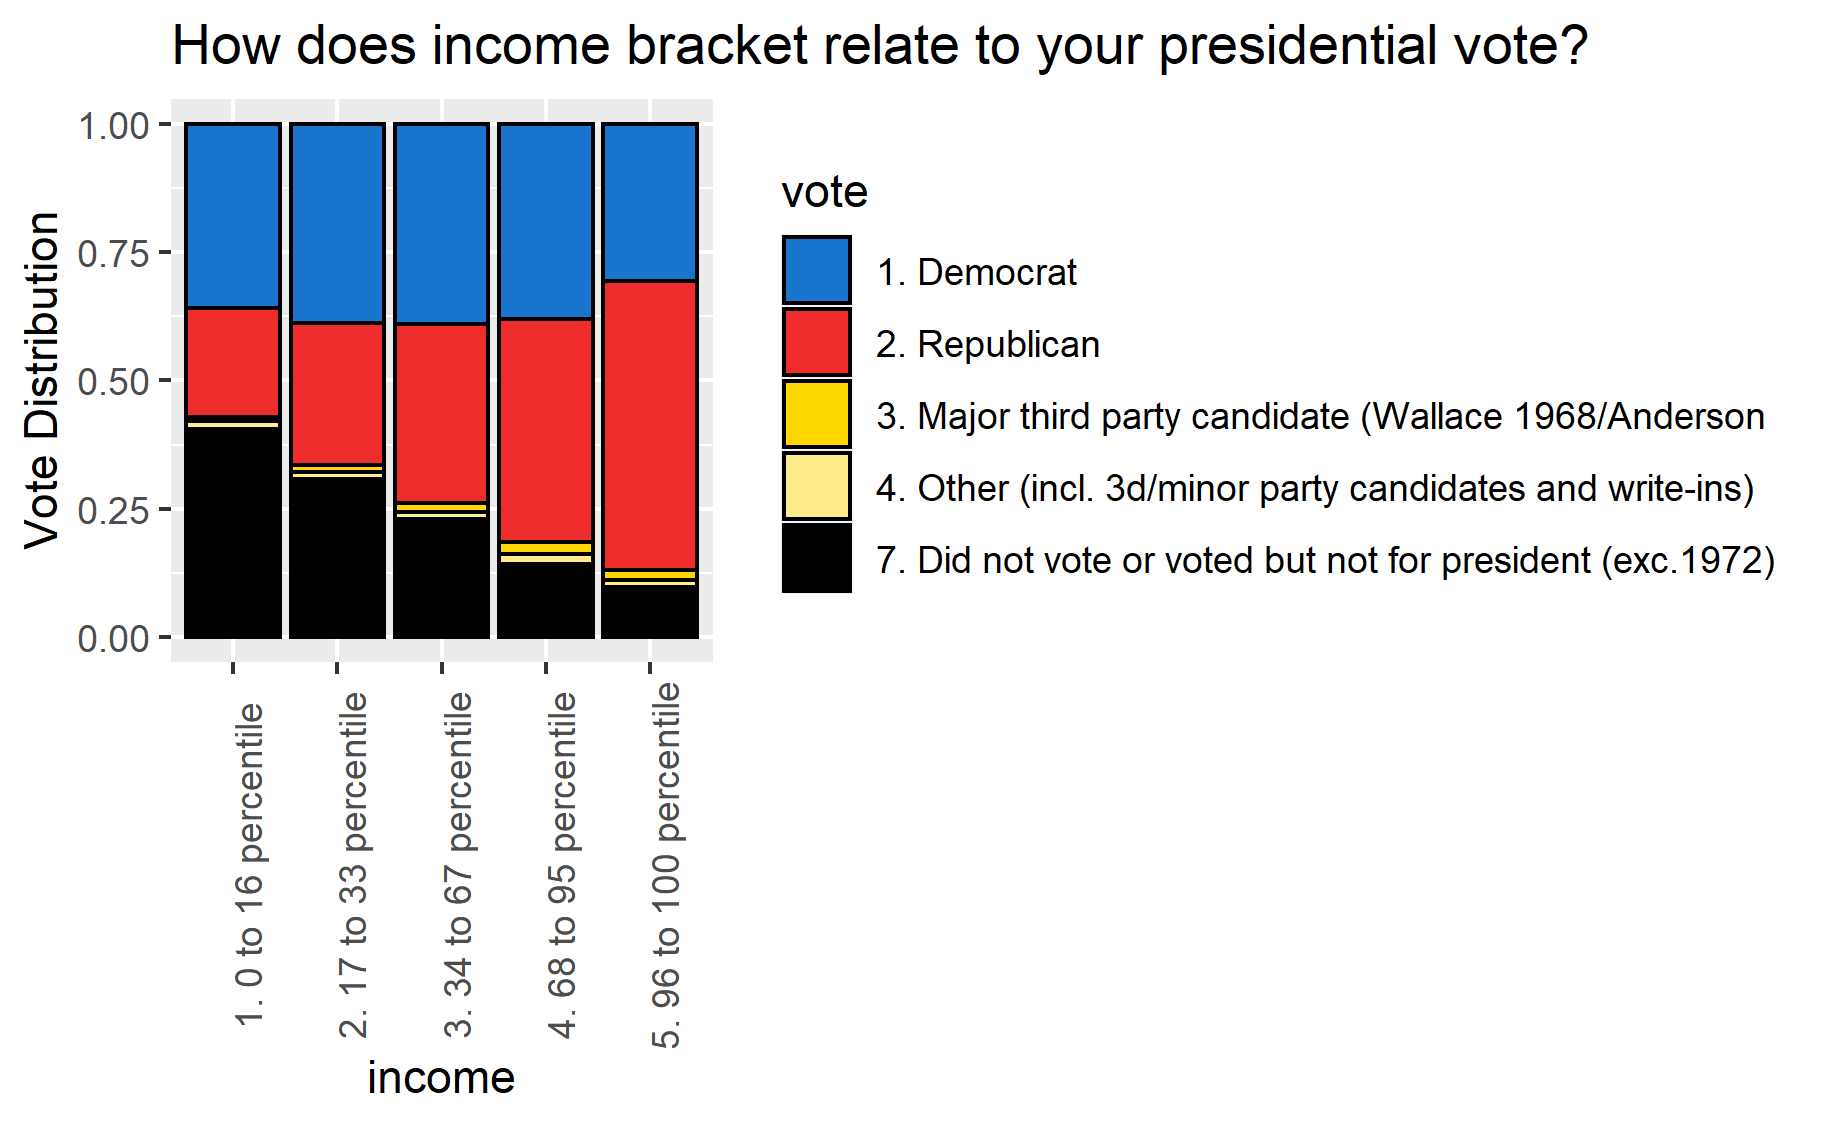 How does income bracket relate to your presidential vote?
Vote Distribution
1.00
0.75
0.50
0.25
0.00
1. 0 to 16 percentile
2. 17 to 33 percentile
3. 34 to 67 percentile
4. 68 to 95 percentile
5. 96 to 100 percentile
income
vote
1. Democrat
2. Republican
3. Major third party candidate (Wallace 1968/Anderson
4. Other (incl. 3d/minor party candidates and write-ins)
7. Did not vote or voted but not for president (exc.1972)